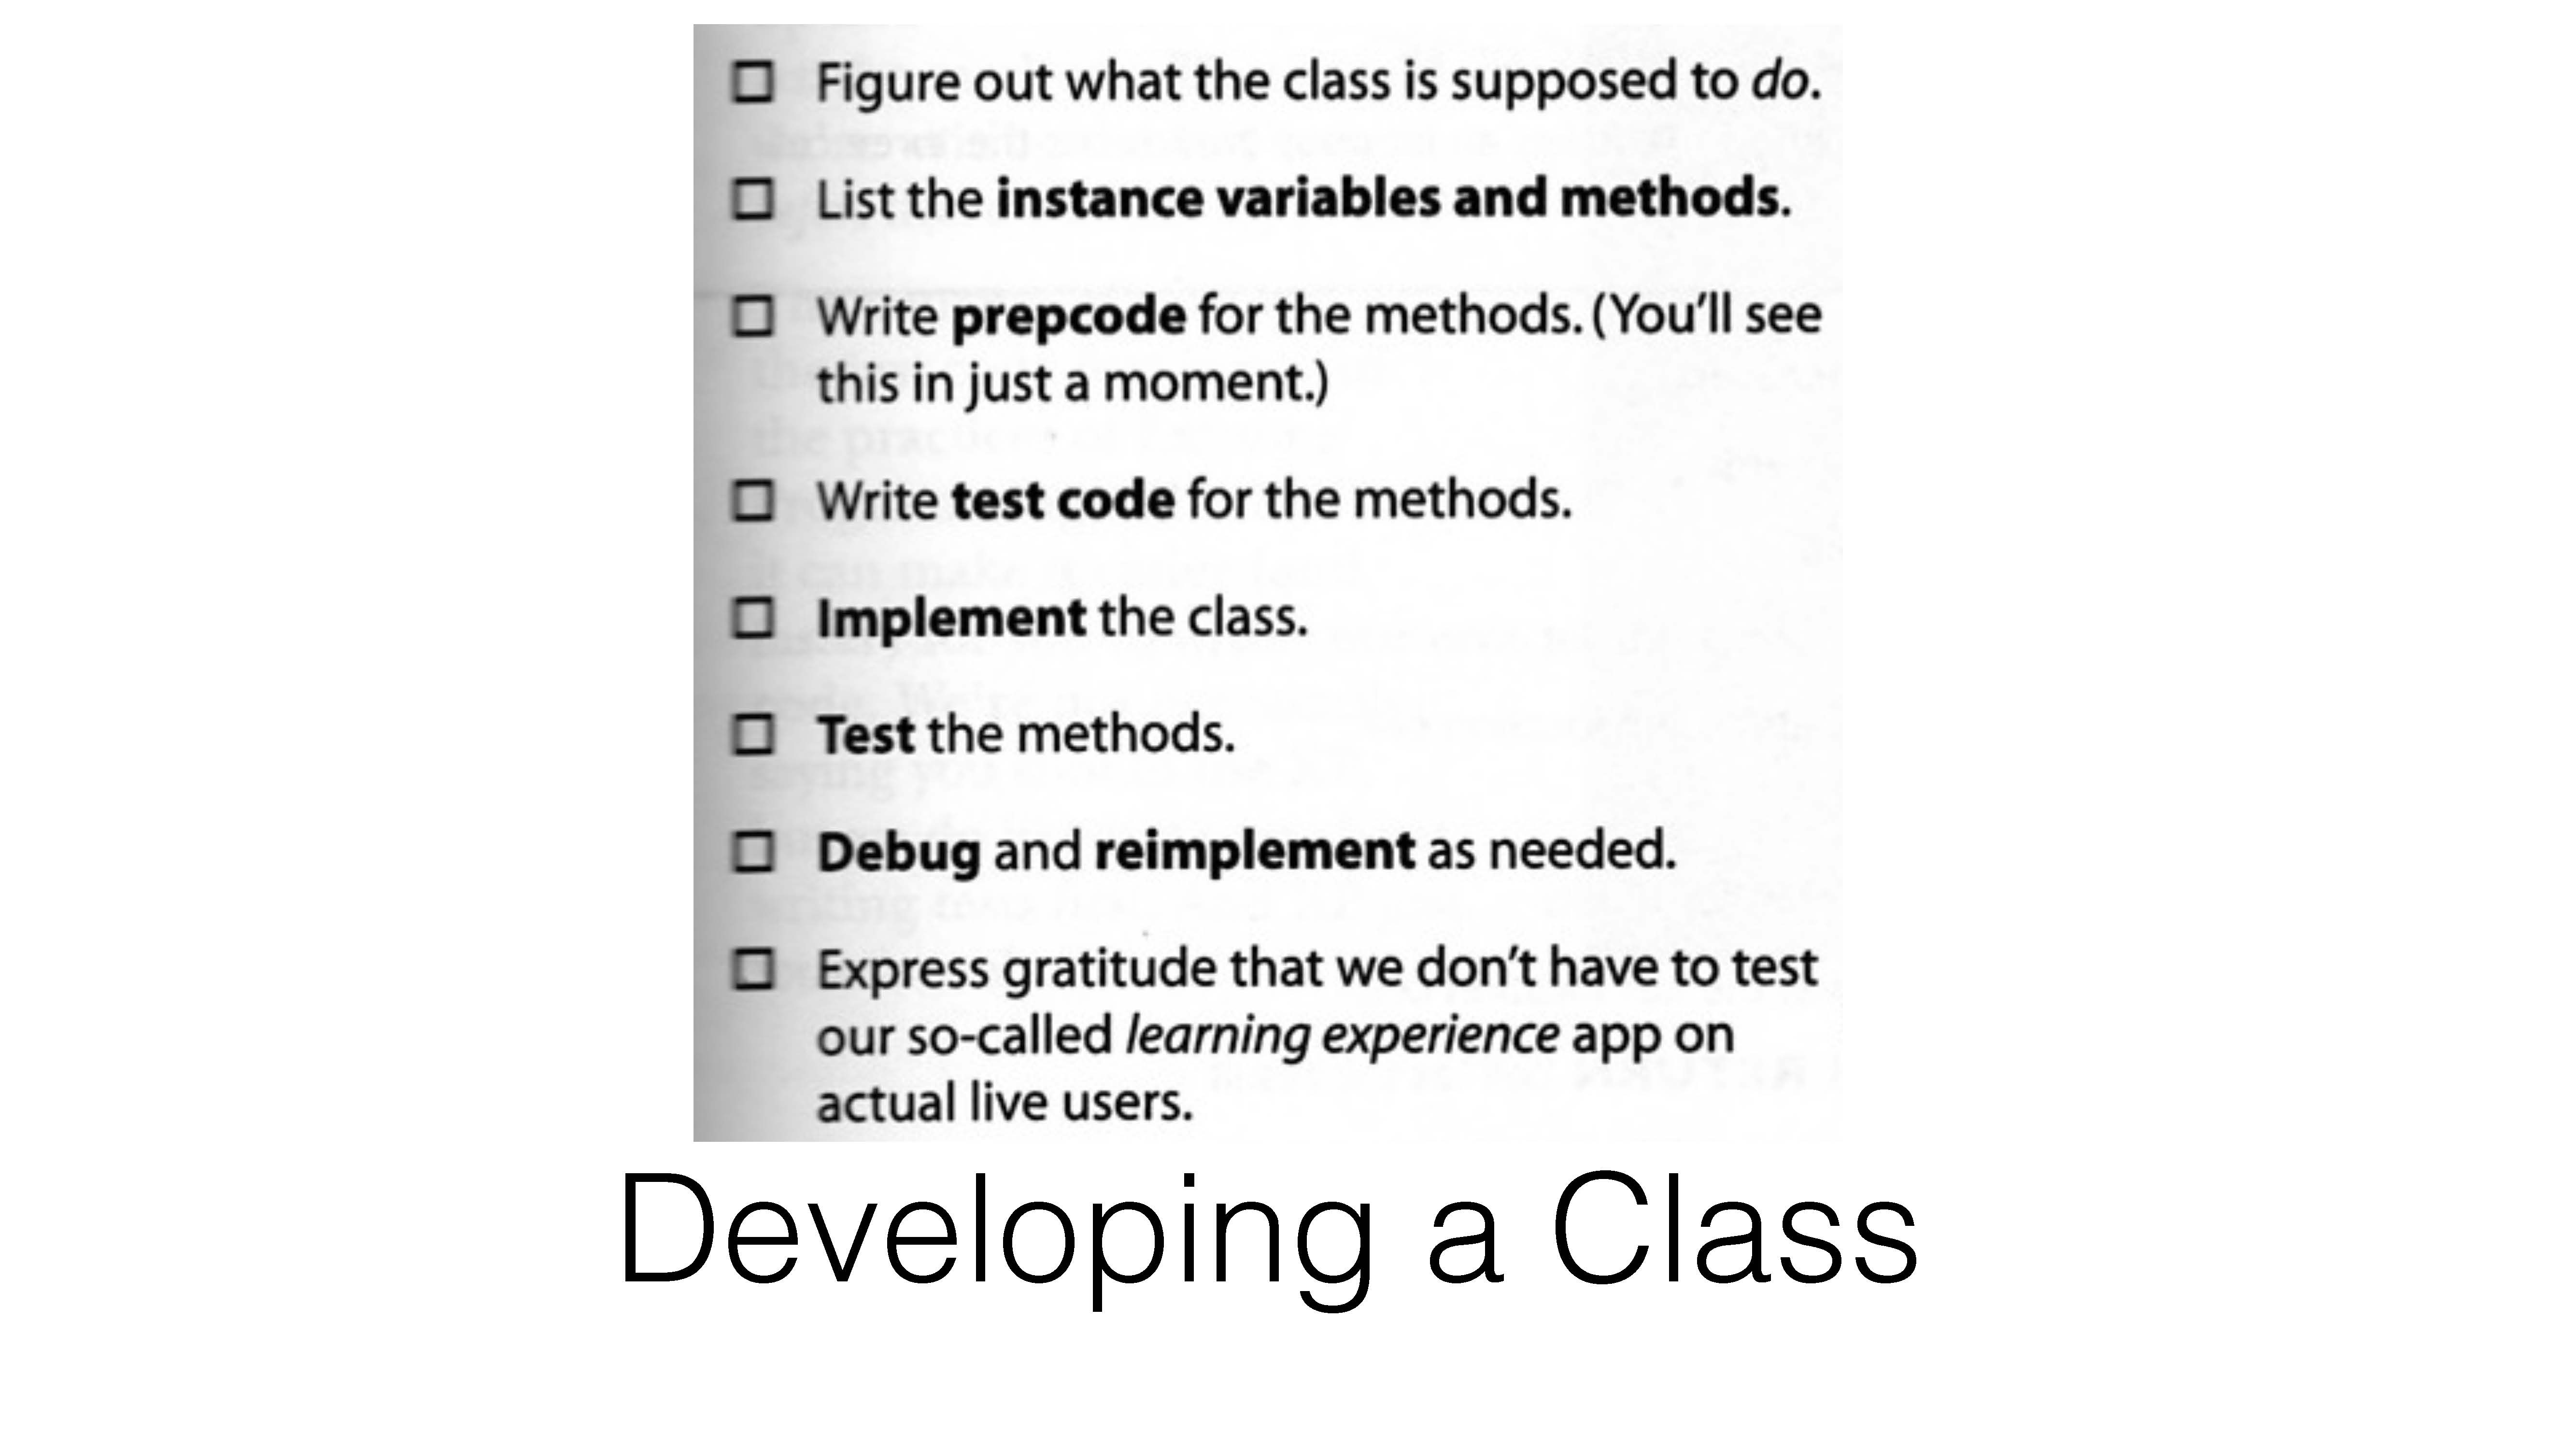 Figure out what the class is supposed to do.
List the instance variables and methods.
Write prepcode for the methods. (You'll see
this in just a moment.)
Write test code for the methods.
Implement the class.
Test the methods.
Debug and reimplement as needed.
Express gratitude that we don't have to test
our so-called learning experience app on
actual live users.
Developing a Class